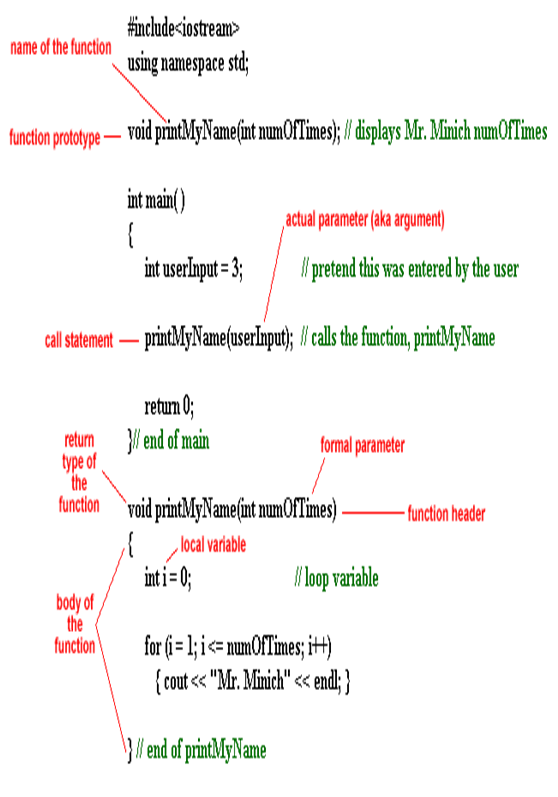 #include<iostream>
name of the function
using namespace std;
function prototype
void printMyName(int numOfTimes); // displays Mr. Minich numOfTimes
int main( )
actual parameter (aka argument)
{
int userInput = 3; // pretend this was entered by the user
call statement
printMyName(userInput); // calls the function, printMyName
return 0;
}// end of main
return
type of
the
function
formal parameter
void printMyName(int numOfTimes)
function header
{
local variable
int i = 0; // loop variable
body of
the
function
for (i = 1; i <= numOfTimes; i++)
{ cout << "Mr. Minich" << endl; }
} // end of printMyName